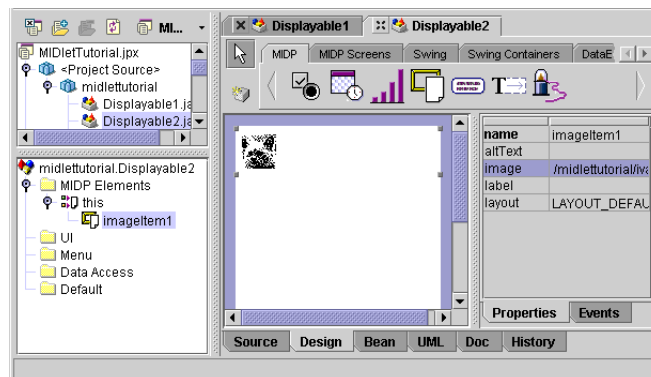 MI...
Displayable1
Displayable2
MIDletTutorial.jpx
<Project Source>
midlettutorial
Displayable1.ja
Displayable2.ja
MIDP
MIDP Screens
Swing
Swing Containers
DataE
T
midlettutorial.Displayable2
MIDP Elements
this
imageItem1
UI
Menu
Data Access
Default
name imageItem1
altText
image /midlettutorial/iva
label
layout LAYOUT_DEFAU
Properties Events
Source Design Bean UML Doc History